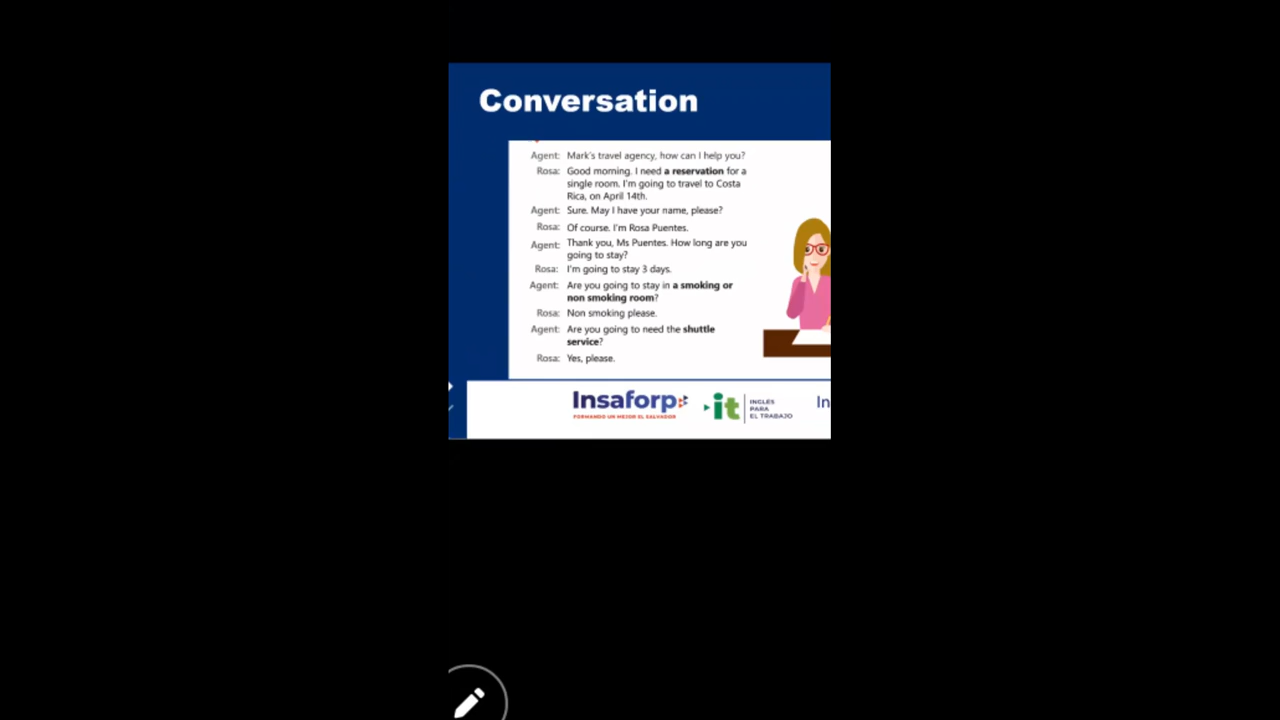 Conversation
Agent: Mark's travel agency, how can I help you?
Rosa: Good morning. I need a reservation for a
single room. I'm going to travel to Costa
Rica, on April 14th.
Agent: Sure. May I have your name, please?
Rosa: Of course. I'm Rosa Puentes.
Agent: Thank you, Ms Puentes. How long are you
going to stay?
Rosa: I'm going to stay 3 days.
Agent: Are you going to stay in a smoking or
non smoking room?
Rosa: Non smoking please.
Agent: Are you going to need the shuttle
service?
Rosa: Yes, please.
Insaforp
FORMANDO UN MEJOR EL SALVADOR
it
INGLÉS
PARA
EL TRABAJO
In